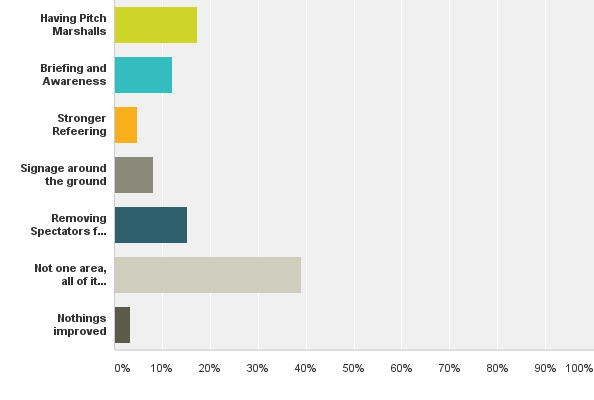 Having Pitch
Marshalls
Briefing and
Awareness
Stronger
Refeering
Signage around
the ground
Removing
Spectators f...
Not one area,
all of it...
Nothings
improved
0% 10% 20% 30% 40% 50% 60% 70% 80% 90% 100%